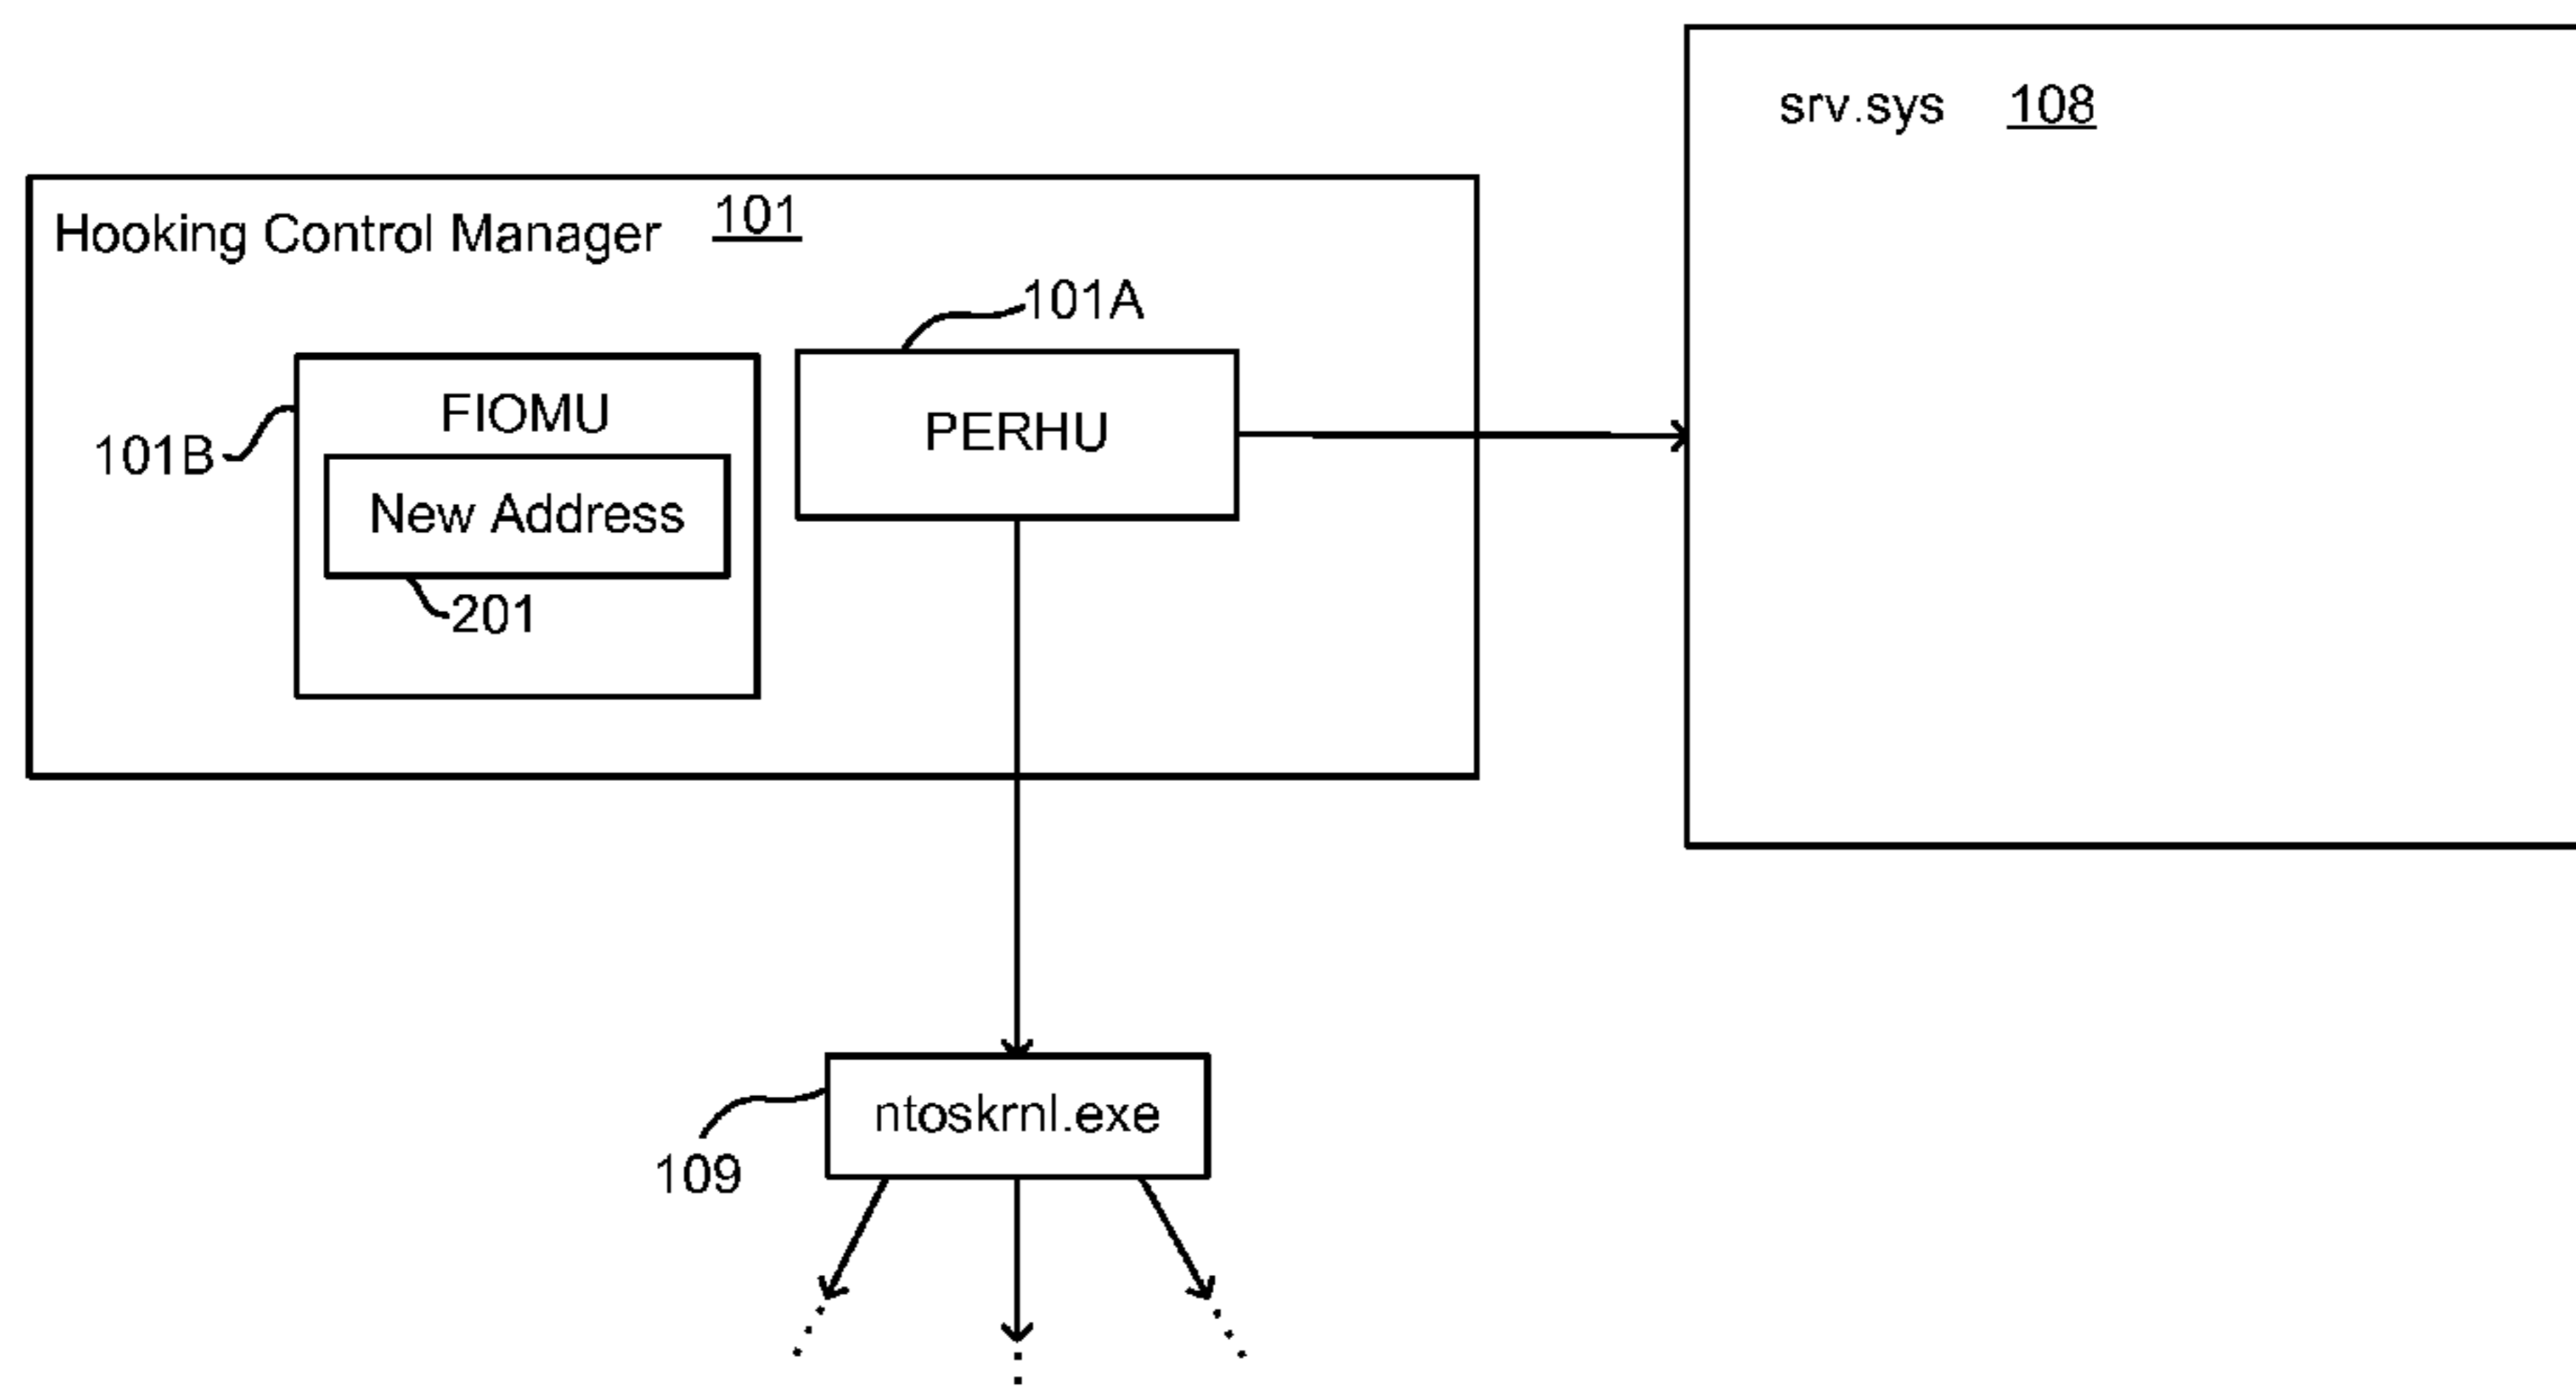 srv.sys 108
Hooking Control Manager 101
101A
FIOMU
PERHU
101B
New Address
201
ntoskrnl.exe
109